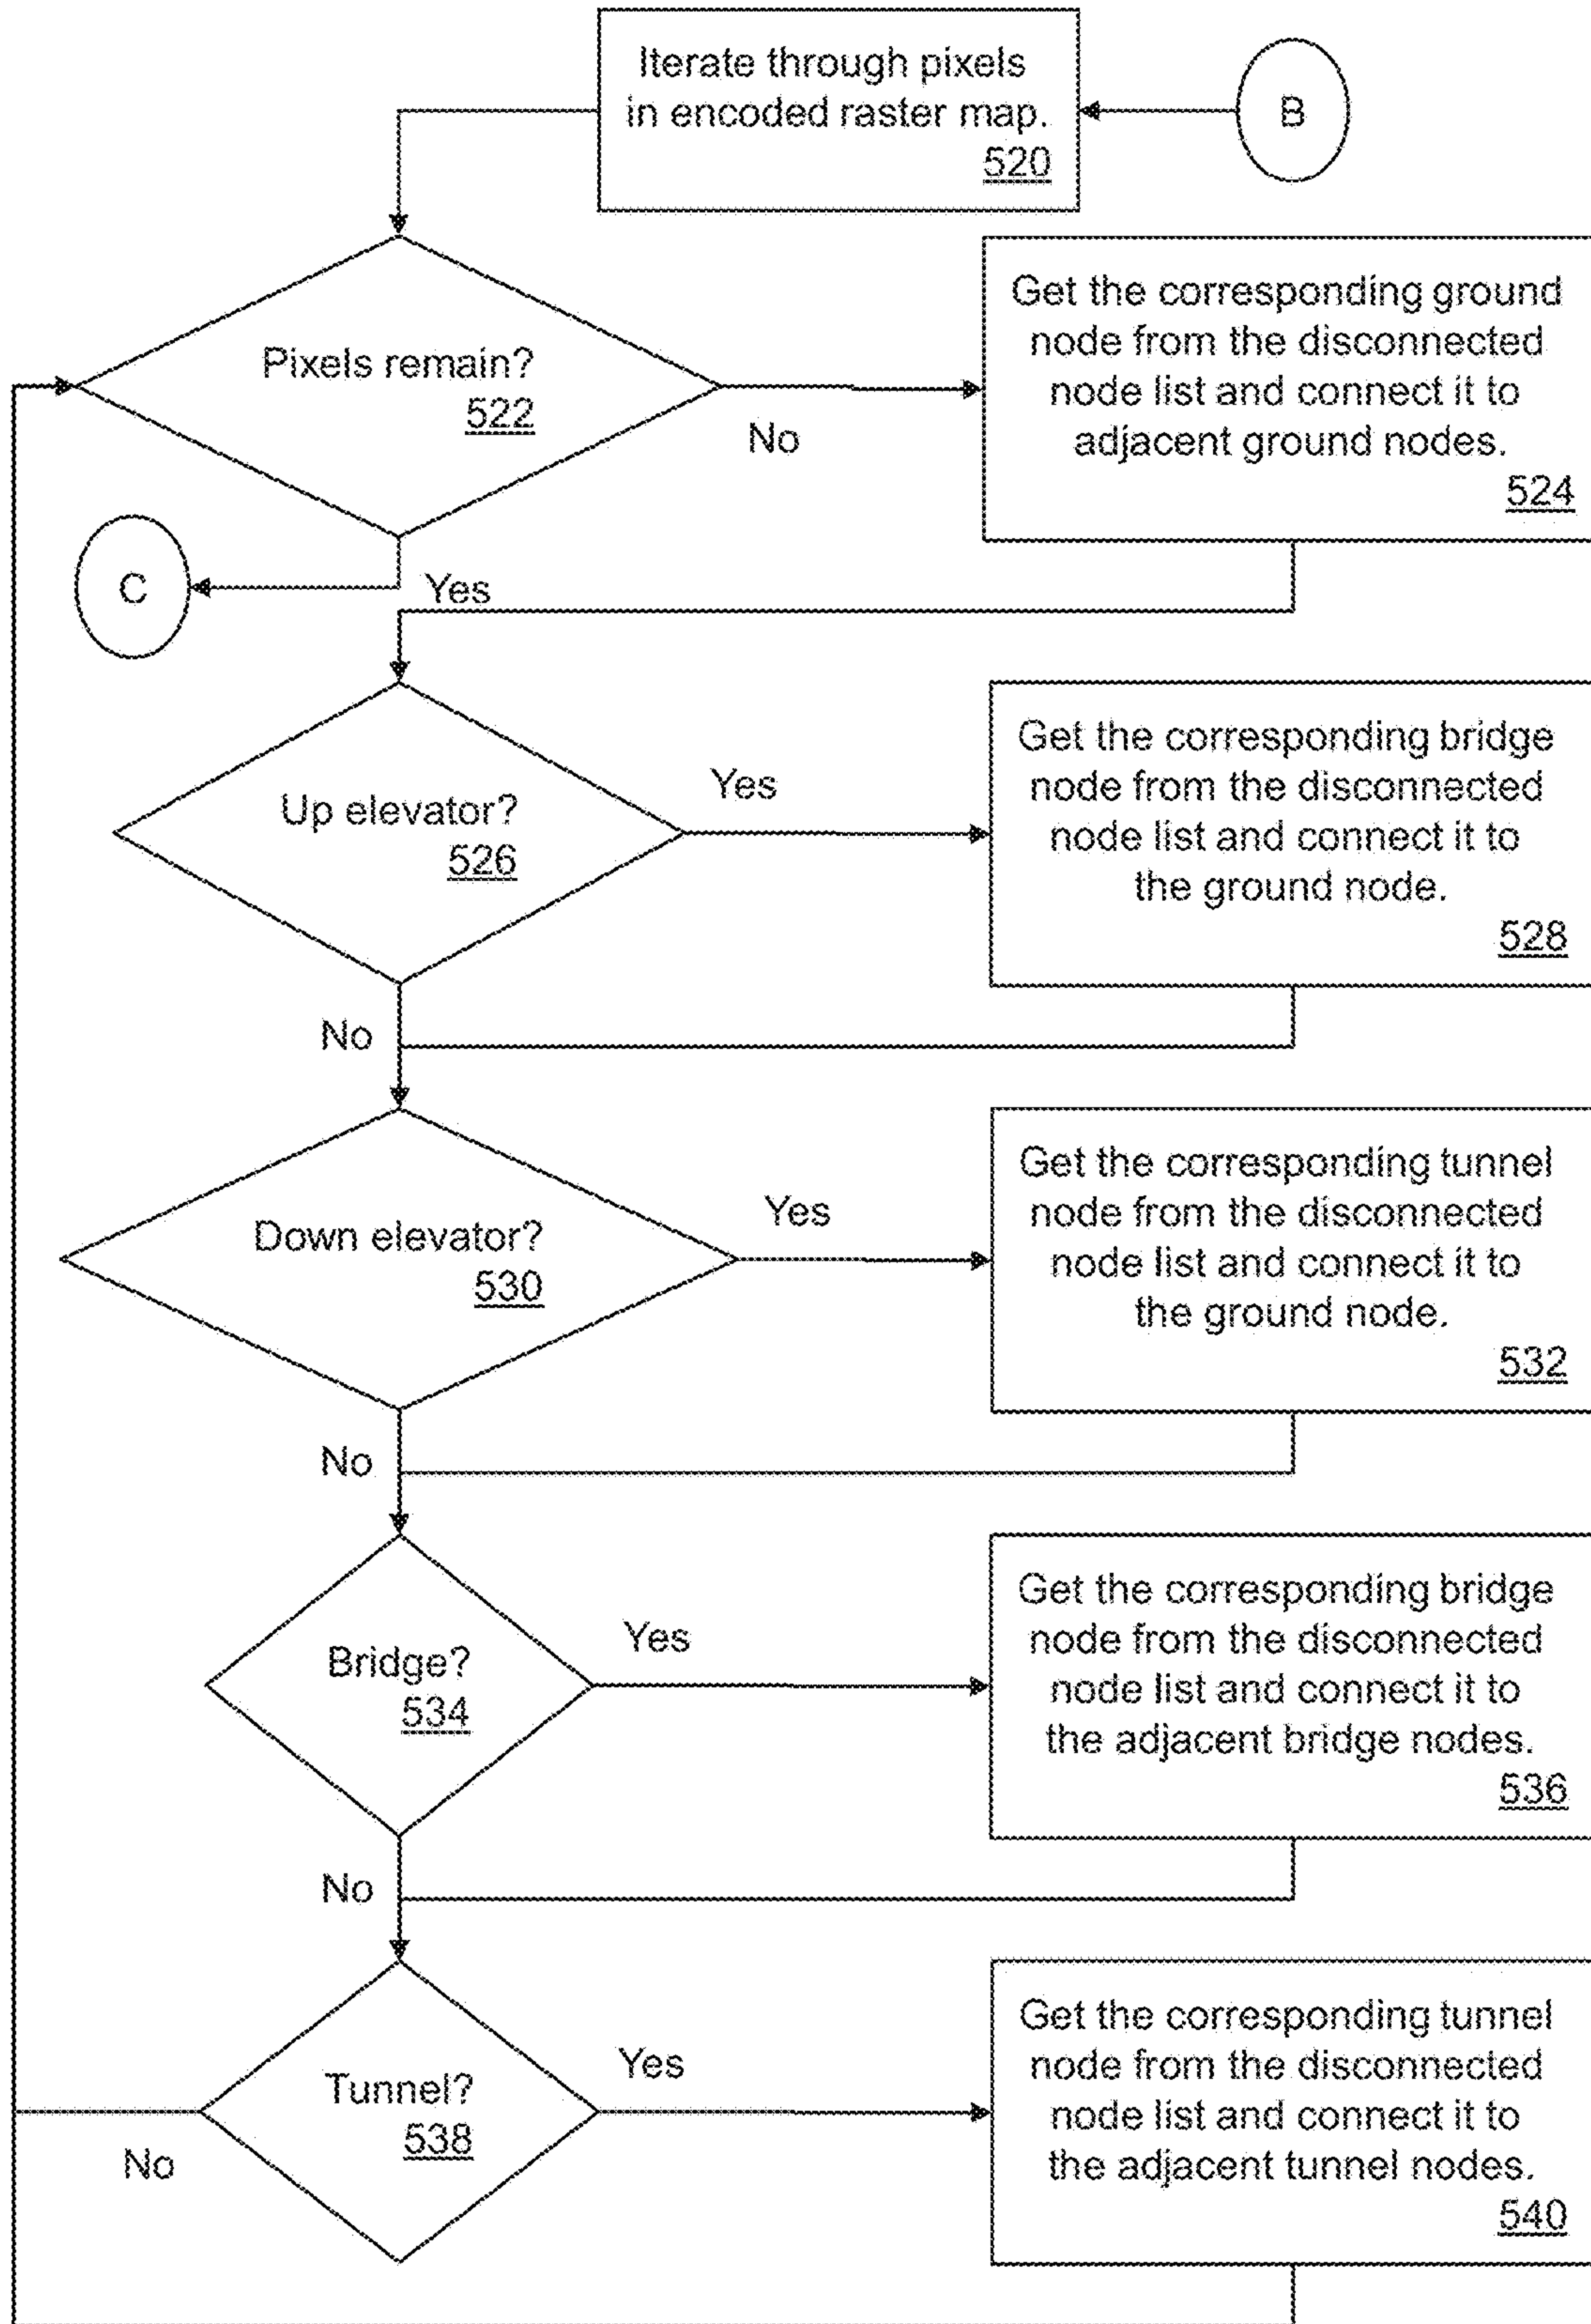 Iterate through pixels
in encoded raster map.
520
B
Pixels remain?
522
No
Get the corresponding ground
node from the disconnected
node list and connect it to
adjacent ground nodes.
524
C
Yes
Up elevator?
526
Yes
Get the corresponding bridge
node from the disconnected
node list and connect it to
the ground node.
528
No
Down elevator?
530
Yes
Get the corresponding tunnel
node from the disconnected
node list and connect it to
the ground node.
532
No
Bridge?
534
Yes
Get the corresponding bridge
node from the disconnected
node list and connect it to
the adjacent bridge nodes.
536
No
Tunnel?
538
Yes
No
Get the corresponding tunnel
node from the disconnected
node list and connect it to
the adjacent tunnel nodes.
540